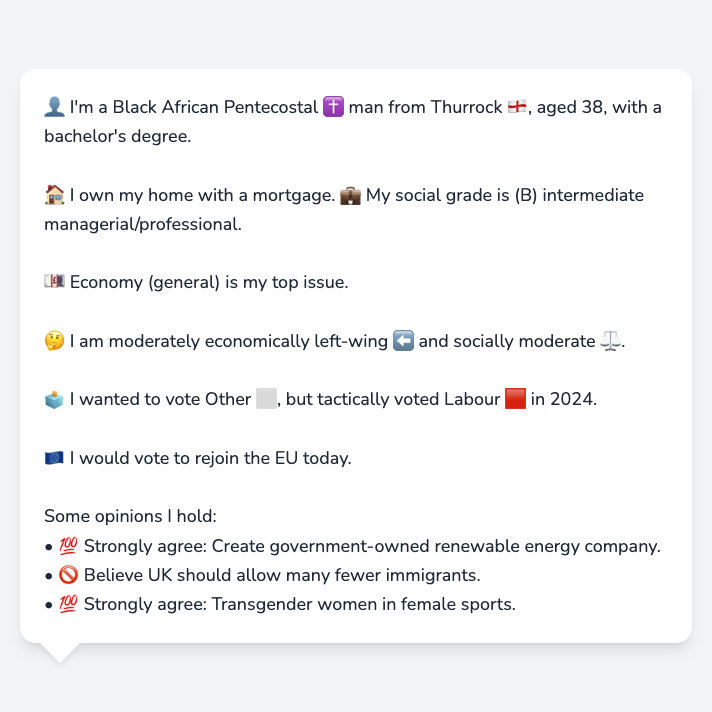 👤 I'm a Black African Pentecostal ✝️ man from Thurrock 🏴󠁧󠁢󠁥󠁮󠁧󠁿, aged 38, with a
bachelor's degree.
🏠 I own my home with a mortgage. 💼 My social grade is (B) intermediate
managerial/professional.
💷 Economy (general) is my top issue.
🤔 I am moderately economically left-wing ⬅️ and socially moderate ⚖️.
🗳️ I wanted to vote Other ⬜, but tactically voted Labour 🟥 in 2024.
🇪🇺 I would vote to rejoin the EU today.
Some opinions I hold:
• 💯 Strongly agree: Create government-owned renewable energy company.
• 🚫 Believe UK should allow many fewer immigrants.
• 💯 Strongly agree: Transgender women in female sports.